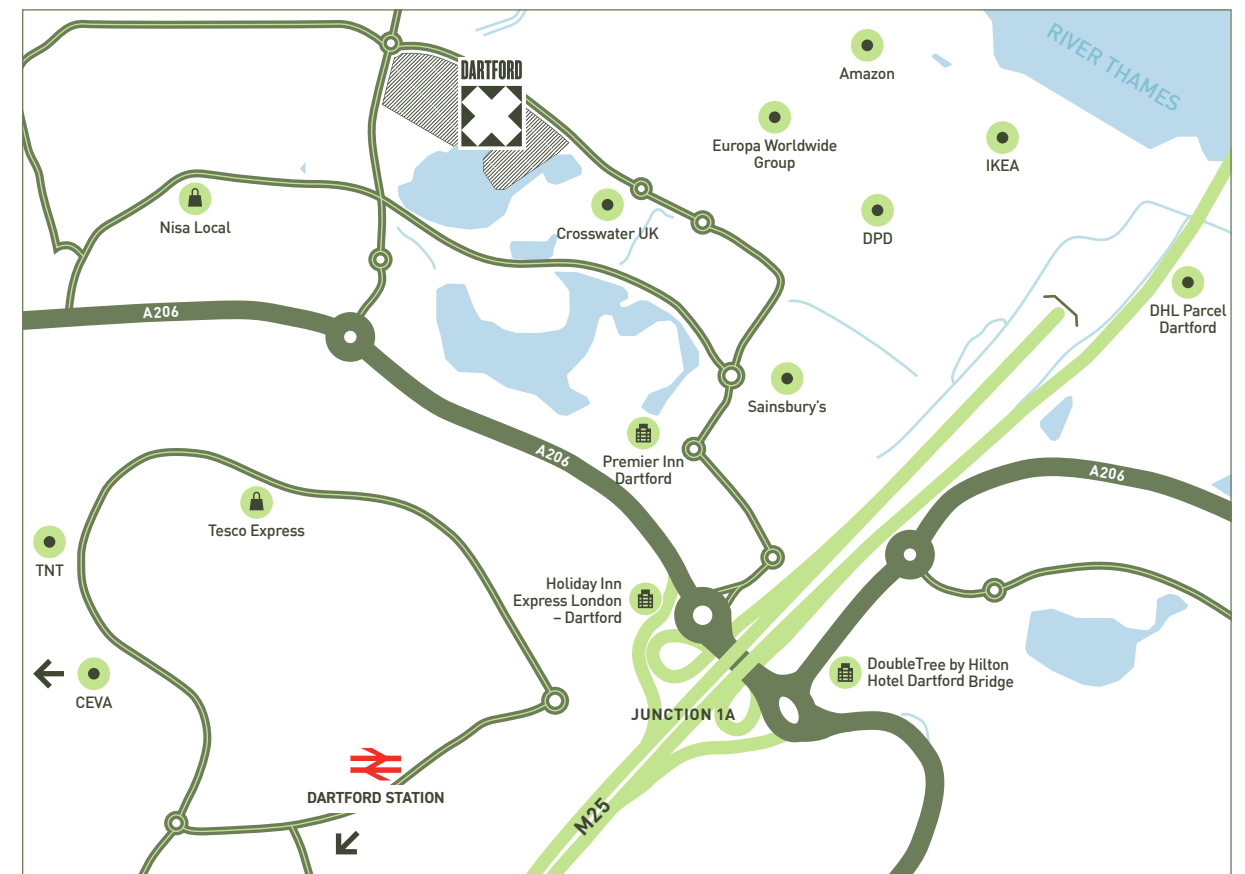 DARTFORD
RIVER THAMES
Amazon
Europa Worldwide
Group
IKEA
DPD
Nisa Local
Crosswater UK
DHL Parcel
Dartford
A206
Sainsbury's
A206
Premier Inn
Dartford
A206
Tesco Express
TNT
Holiday Inn
Express London
– Dartford
DoubleTree by Hilton
Hotel Dartford Bridge
CEVA
JUNCTION 1A
DARTFORD STATION
M25